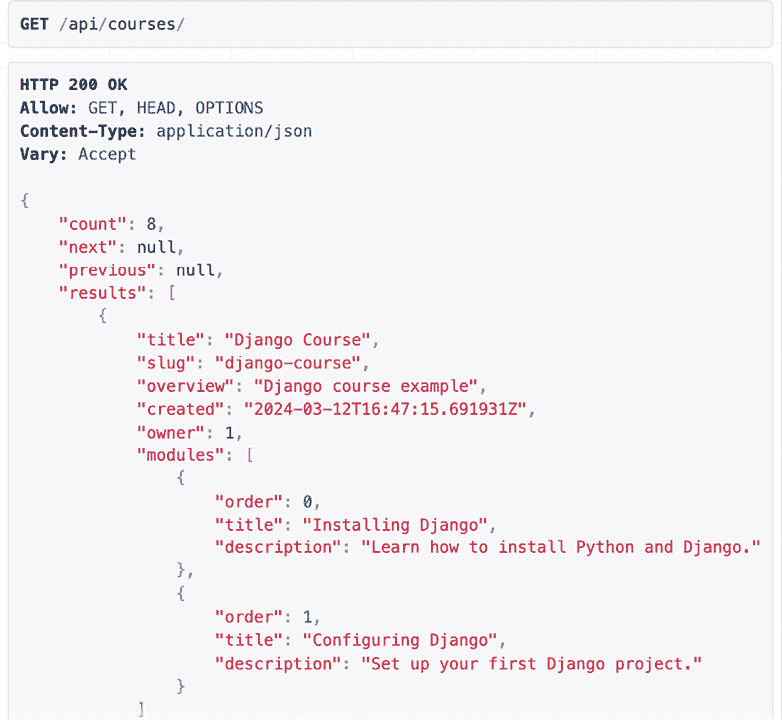 GET /api/courses/
HTTP 200 OK
Allow: GET, HEAD, OPTIONS
Content-Type: application/json
Vary: Accept
{
"count": 8,
"next": null,
"previous": null,
"results": [
{
"title": "Django Course",
"slug": "django-course",
"overview": "Django course example",
"created": "2024-03-12T16:47:15.691931Z",
"owner": 1,
"modules": [
{
"order": 0,
"title": "Installing Django",
"description": "Learn how to install Python and Django."
},
{
"order": 1,
"title": "Configuring Django",
"description": "Set up your first Django project."
}
]